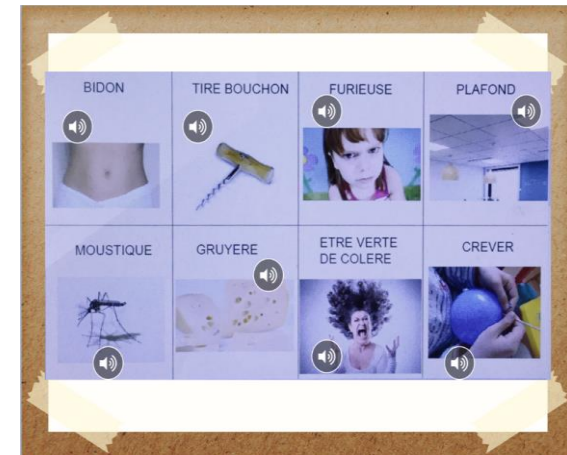 BIDON
TIRE BOUCHON
FURIEUSE
PLAFOND
MOUSTIQUE
GRUYERE
ETRE VERTE
DE COLERE
CREVER